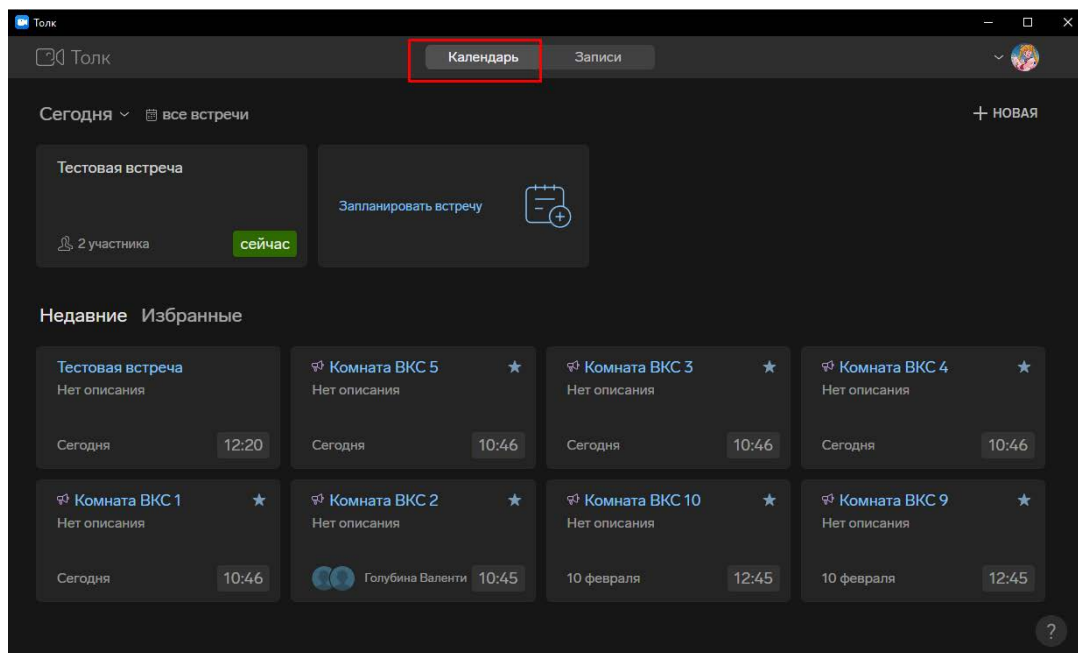 Толк
Толк
Календарь
Записи
Сегодня
все встречи
+ НОВАЯ
Тестовая встреча
2 участника
сейчас
Запланировать встречу
Недавние Избранные
Тестовая встреча
Нет описания
Сегодня
12:20
Комната ВКС 5
Нет описания
Сегодня
10:46
Комната ВКС 3
Нет описания
Сегодня
10:46
Комната ВКС 4
Нет описания
Сегодня
10:46
Комната ВКС 1
Нет описания
Сегодня
10:46
Комната ВКС 2
Нет описания
Голубина Валенти
10:45
Комната ВКС 10
Нет описания
10 февраля
12:45
Комната ВКС 9
Нет описания
10 февраля
12:45
?